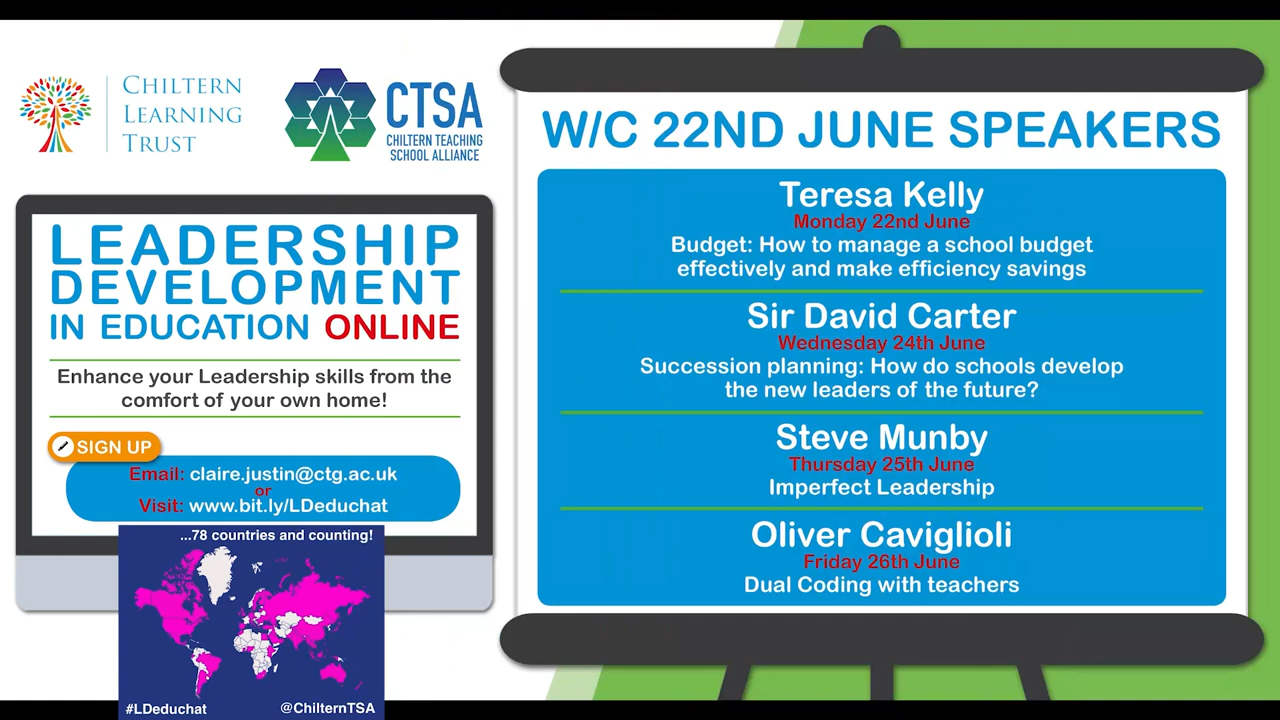 CHILTERN
LEARNING
TRUST
CTSA
CHILTERN TEACHING
SCHOOL ALLIANCE
LEADERSHIP
DEVELOPMENT
IN EDUCATION ONLINE
Enhance your Leadership skills from the
comfort of your own home!
SIGN UP
Email: claire.justin@ctg.ac.uk
or
Visit: www.bit.ly/LDeduchat
...78 countries and counting!
#LDeduchat
@ChilternTSA
W/C 22ND JUNE SPEAKERS
Teresa Kelly
Monday 22nd June
Budget: How to manage a school budget
effectively and make efficiency savings
Sir David Carter
Wednesday 24th June
Succession planning: How do schools develop
the new leaders of the future?
Steve Munby
Thursday 25th June
Imperfect Leadership
Oliver Caviglioli
Friday 26th June
Dual Coding with teachers